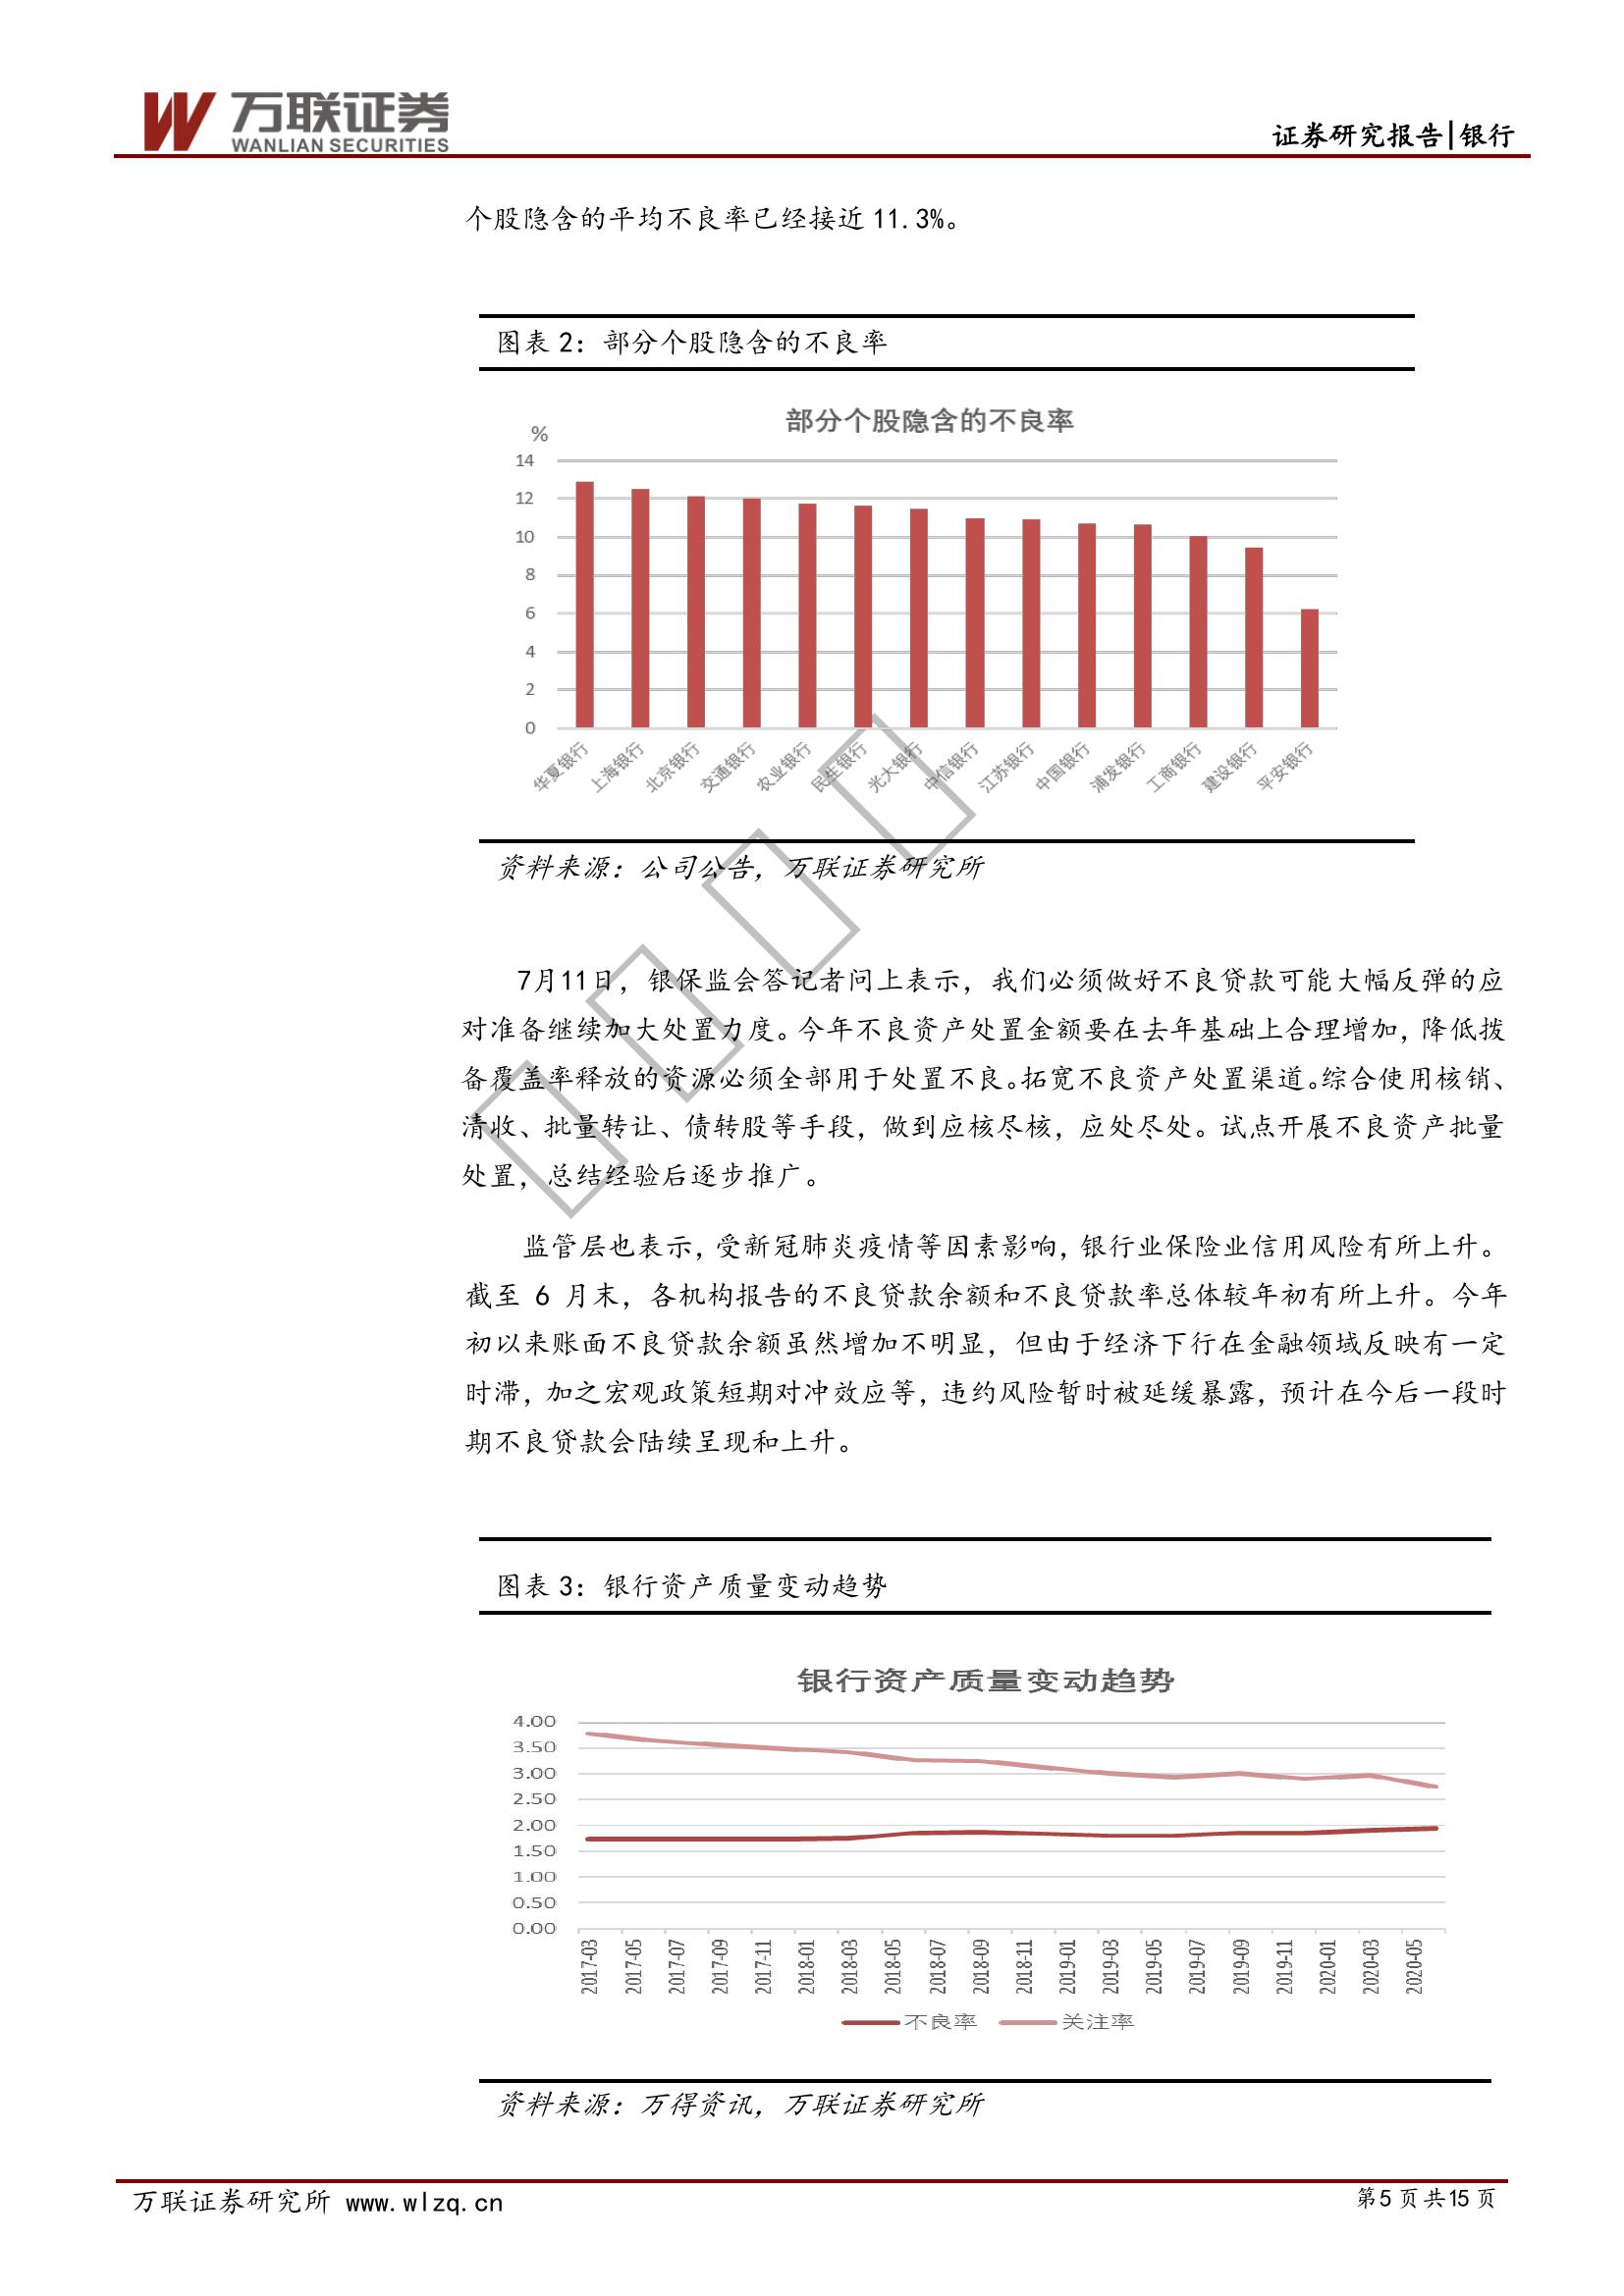 万联证券
WANLIAN SECURITIES
证券研究报告|银行
个股隐含的平均不良率已经接近 11.3%。
图表 2：部分个股隐含的不良率
部分个股隐含的不良率
%
14
12
10
8
6
4
2
0
华夏银行 上海银行 北京银行 交通银行 农业银行 民生银行 光大银行 中信银行 江苏银行 中国银行 浦发银行 工商银行 建设银行 平安银行
资料来源：公司公告，万联证券研究所
7月11日，银保监会答记者问上表示，我们必须做好不良贷款可能大幅反弹的应
对准备继续加大处置力度。今年不良资产处置金额要在去年基础上合理增加，降低拨
备覆盖率释放的资源必须全部用于处置不良。拓宽不良资产处置渠道。综合使用核销、
清收、批量转让、债转股等手段，做到应核尽核，应处尽处。试点开展不良资产批量
处置，总结经验后逐步推广。
监管层也表示，受新冠肺炎疫情等因素影响，银行业保险业信用风险有所上升。
截至 6 月末，各机构报告的不良贷款余额和不良贷款率总体较年初有所上升。今年
初以来账面不良贷款余额虽然增加不明显，但由于经济下行在金融领域反映有一定
时滞，加之宏观政策短期对冲效应等，违约风险暂时被延缓暴露，预计在今后一段时
期不良贷款会陆续呈现和上升。
图表 3：银行资产质量变动趋势
银行资产质量变动趋势
4.00
3.50
3.00
2.50
2.00
1.50
1.00
0.50
0.00
2017-03 2017-05 2017-07 2017-09 2017-11 2018-01 2018-03 2018-05 2018-07 2018-09 2018-11 2019-01 2019-03 2019-05 2019-07 2019-09 2019-11 2020-01 2020-03 2020-05
不良率 关注率
资料来源：万得资讯，万联证券研究所
万联证券研究所 www.wlzq.cn
第5页共15页